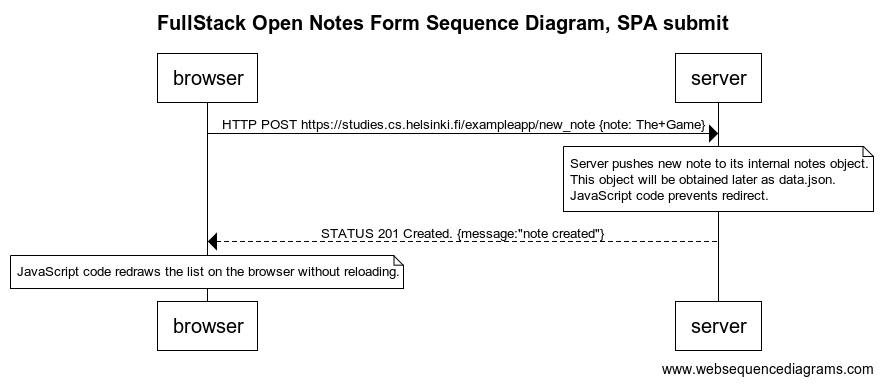 FullStack Open Notes Form Sequence Diagram, SPA submit
browser
server
HTTP POST https://studies.cs.helsinki.fi/exampleapp/new_note {note: The+Game}
Server pushes new note to its internal notes object.
This object will be obtained later as data.json.
JavaScript code prevents redirect.
STATUS 201 Created. {message:"note created"}
JavaScript code redraws the list on the browser without reloading.
browser
server
www.websequencediagrams.com